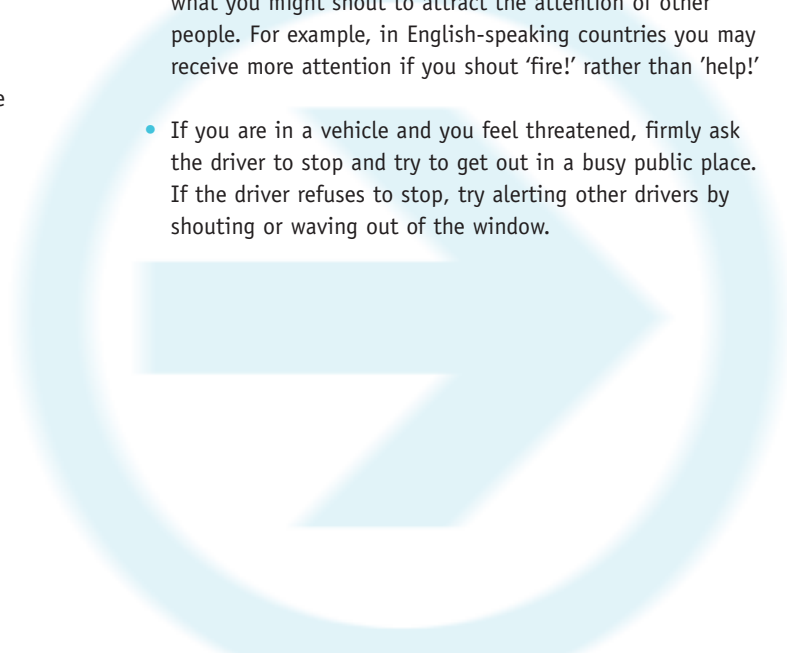 what you might shout to attract the attention of other
people. For example, in English-speaking countries you may
receive more attention if you shout ‘fire!’ rather than ’help!’
e
• If you are in a vehicle and you feel threatened, firmly ask
the driver to stop and try to get out in a busy public place.
If the driver refuses to stop, try alerting other drivers by
shouting or waving out of the window.